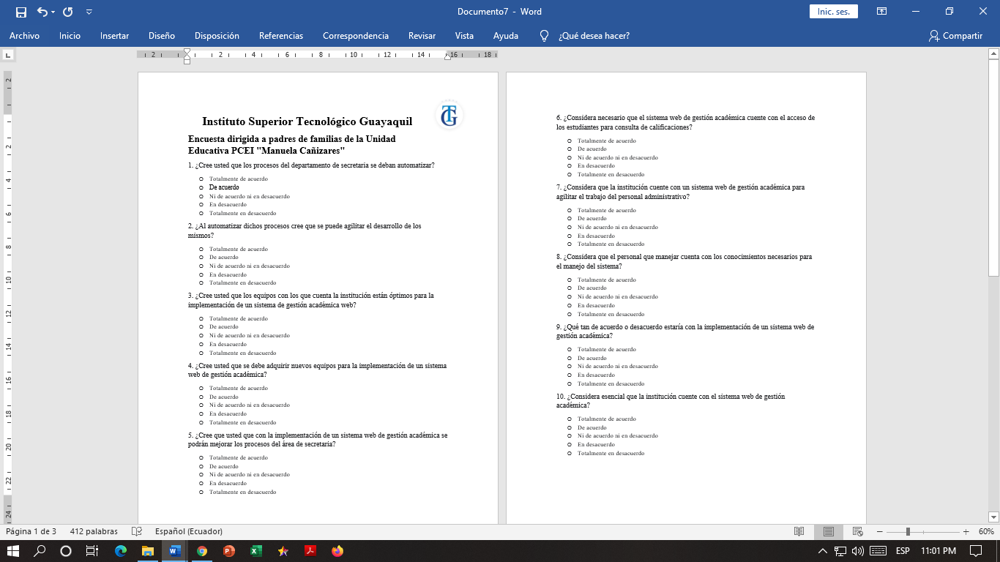 Documento7 - Word
Inic. ses.
Archivo Inicio Insertar Diseño Disposición Referencias Correspondencia Revisar Vista Ayuda ¿Qué desea hacer? Compartir
2 2 4 6 8 10 12 14 16 18
2 2 4 6 8 10 12 14 16 18 20 22 24
TG
Instituto Superior Tecnológico Guayaquil
Encuesta dirigida a padres de familias de la Unidad
Educativa PCEI "Manuela Cañizares"
1. ¿Cree usted que los procesos del departamento de secretaria se deban automatizar?
o Totalmente de acuerdo
o De acuerdo
o Ni de acuerdo ni en desacuerdo
o En desacuerdo
o Totalmente en desacuerdo
2. ¿Al automatizar dichos procesos cree que se puede agilitar el desarrollo de los
mismos?
o Totalmente de acuerdo
o De acuerdo
o Ni de acuerdo ni en desacuerdo
o En desacuerdo
o Totalmente en desacuerdo
3. ¿Cree usted que los equipos con los que cuenta la institución están óptimos para la
implementación de un sistema de gestión académica web?
o Totalmente de acuerdo
o De acuerdo
o Ni de acuerdo ni en desacuerdo
o En desacuerdo
o Totalmente en desacuerdo
4. ¿Cree usted que se debe adquirir nuevos equipos para la implementación de un sistema
web de gestión académica?
o Totalmente de acuerdo
o De acuerdo
o Ni de acuerdo ni en desacuerdo
o En desacuerdo
o Totalmente en desacuerdo
5. ¿Cree que usted que con la implementación de un sistema web de gestión académica se
podrán mejorar los procesos del área de secretaria?
o Totalmente de acuerdo
o De acuerdo
o Ni de acuerdo ni en desacuerdo
o En desacuerdo
o Totalmente en desacuerdo
6. ¿Considera necesario que el sistema web de gestión académica cuente con el acceso de
los estudiantes para consulta de calificaciones?
o Totalmente de acuerdo
o De acuerdo
o Ni de acuerdo ni en desacuerdo
o En desacuerdo
o Totalmente en desacuerdo
7. ¿Considera que la institución cuente con un sistema web de gestión académica para
agilitar el trabajo del personal administrativo?
o Totalmente de acuerdo
o De acuerdo
o Ni de acuerdo ni en desacuerdo
o En desacuerdo
o Totalmente en desacuerdo
8. ¿Considera que el personal que manejar cuenta con los conocimientos necesarios para
el manejo del sistema?
o Totalmente de acuerdo
o De acuerdo
o Ni de acuerdo ni en desacuerdo
o En desacuerdo
o Totalmente en desacuerdo
9. ¿Qué tan de acuerdo o desacuerdo estaría con la implementación de un sistema web de
gestión académica?
o Totalmente de acuerdo
o De acuerdo
o Ni de acuerdo ni en desacuerdo
o En desacuerdo
o Totalmente en desacuerdo
10. ¿Considera esencial que la institución cuente con el sistema web de gestión
académica?
o Totalmente de acuerdo
o De acuerdo
o Ni de acuerdo ni en desacuerdo
o En desacuerdo
o Totalmente en desacuerdo
Página 1 de 3 412 palabras Español (Ecuador) 60%
ESP 11:01 PM